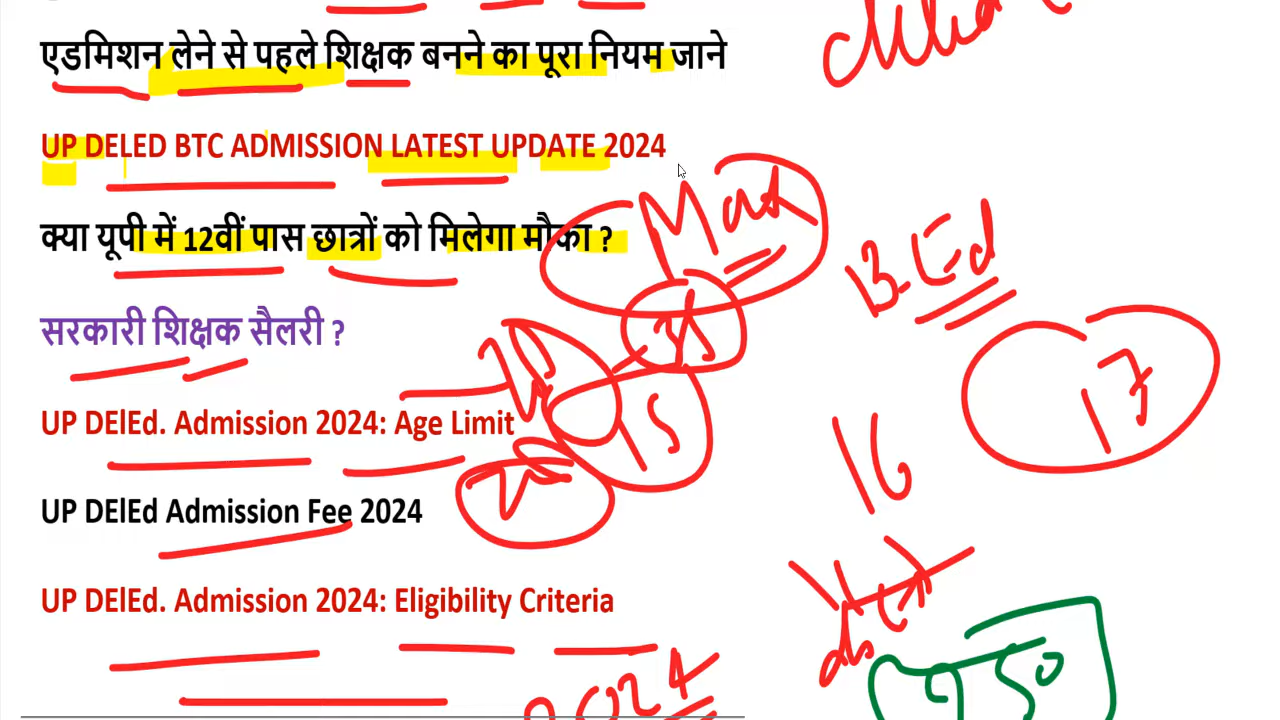 एडमिशन लेने से पहले शिक्षक बनने का पूरा नियम जाने
UP DELED BTC ADMISSION LATEST UPDATE 2024
क्या यूपी में 12वीं पास छात्रों को मिलेगा मौका ?
B.Ed
सरकारी शिक्षक सैलरी ?
17
UP DElEd. Admission 2024: Age Limit
15
16
UP DElEd Admission Fee 2024
UP DElEd. Admission 2024: Eligibility Criteria
2024